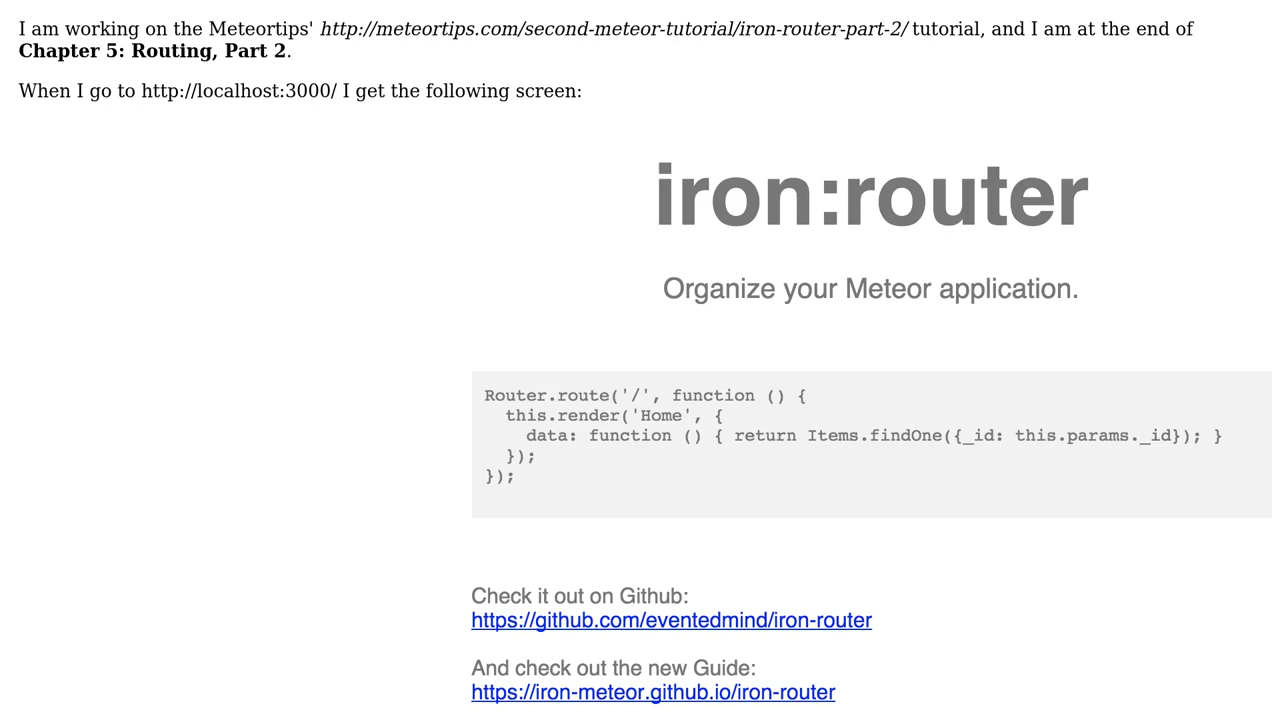 I am working on the Meteortips' http://meteortips.com/second-meteor-tutorial/iron-router-part-2/ tutorial, and I am at the end of
Chapter 5: Routing, Part 2.
When I go to http://localhost:3000/ I get the following screen:
iron:router
Organize your Meteor application.
Router.route('/', function () {
  this.render('Home', {
    data: function () { return Items.findOne({_id: this.params._id}); }
  });
});
Check it out on Github:
https://github.com/eventedmind/iron-router
And check out the new Guide:
https://iron-meteor.github.io/iron-router